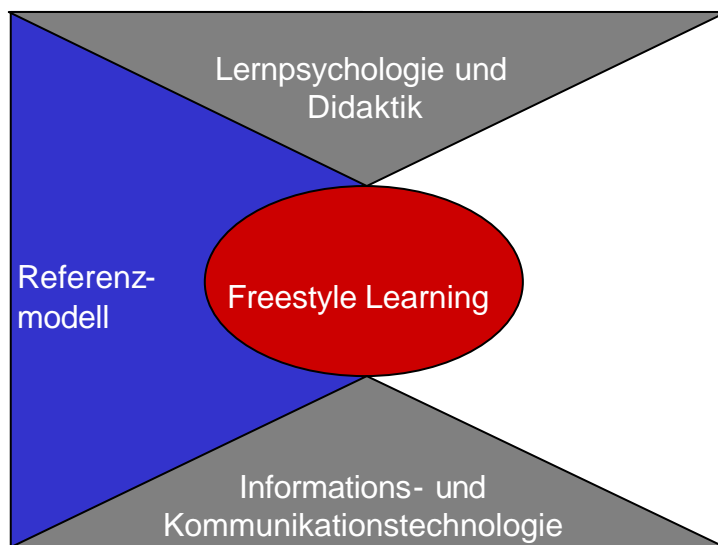 Lernpsychologie und
Didaktik
Referenz-
modell
Freestyle Learning
Informations- und
Kommunikationstechnologie